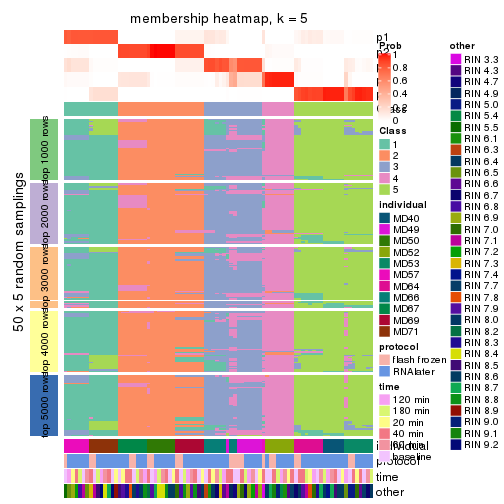 membership heatmap, k = 5
p1
Prob
1
0.8
0.6
0.4
0.2
0
Class
1
2
3
4
5
individual
MD40
MD49
MD50
MD52
MD53
MD57
MD64
MD66
MD67
MD69
MD71
protocol
flash frozen
RNAlater
time
120 min
180 min
20 min
40 min
60 min
baseline
other
RIN 3.3
RIN 4.3
RIN 4.7
RIN 4.9
RIN 5.0
RIN 5.4
RIN 5.5
RIN 6.1
RIN 6.3
RIN 6.4
RIN 6.5
RIN 6.6
RIN 6.7
RIN 6.8
RIN 6.9
RIN 7.0
RIN 7.1
RIN 7.2
RIN 7.3
RIN 7.4
RIN 7.7
RIN 7.8
RIN 7.9
RIN 8.0
RIN 8.2
RIN 8.3
RIN 8.4
RIN 8.5
RIN 8.6
RIN 8.7
RIN 8.8
RIN 8.9
RIN 9.0
RIN 9.1
RIN 9.2
50 x 5 random samplings
top 1000 rows
top 2000 rows
top 3000 rows
top 4000 rows
top 5000 rows
individual
protocol
time
other